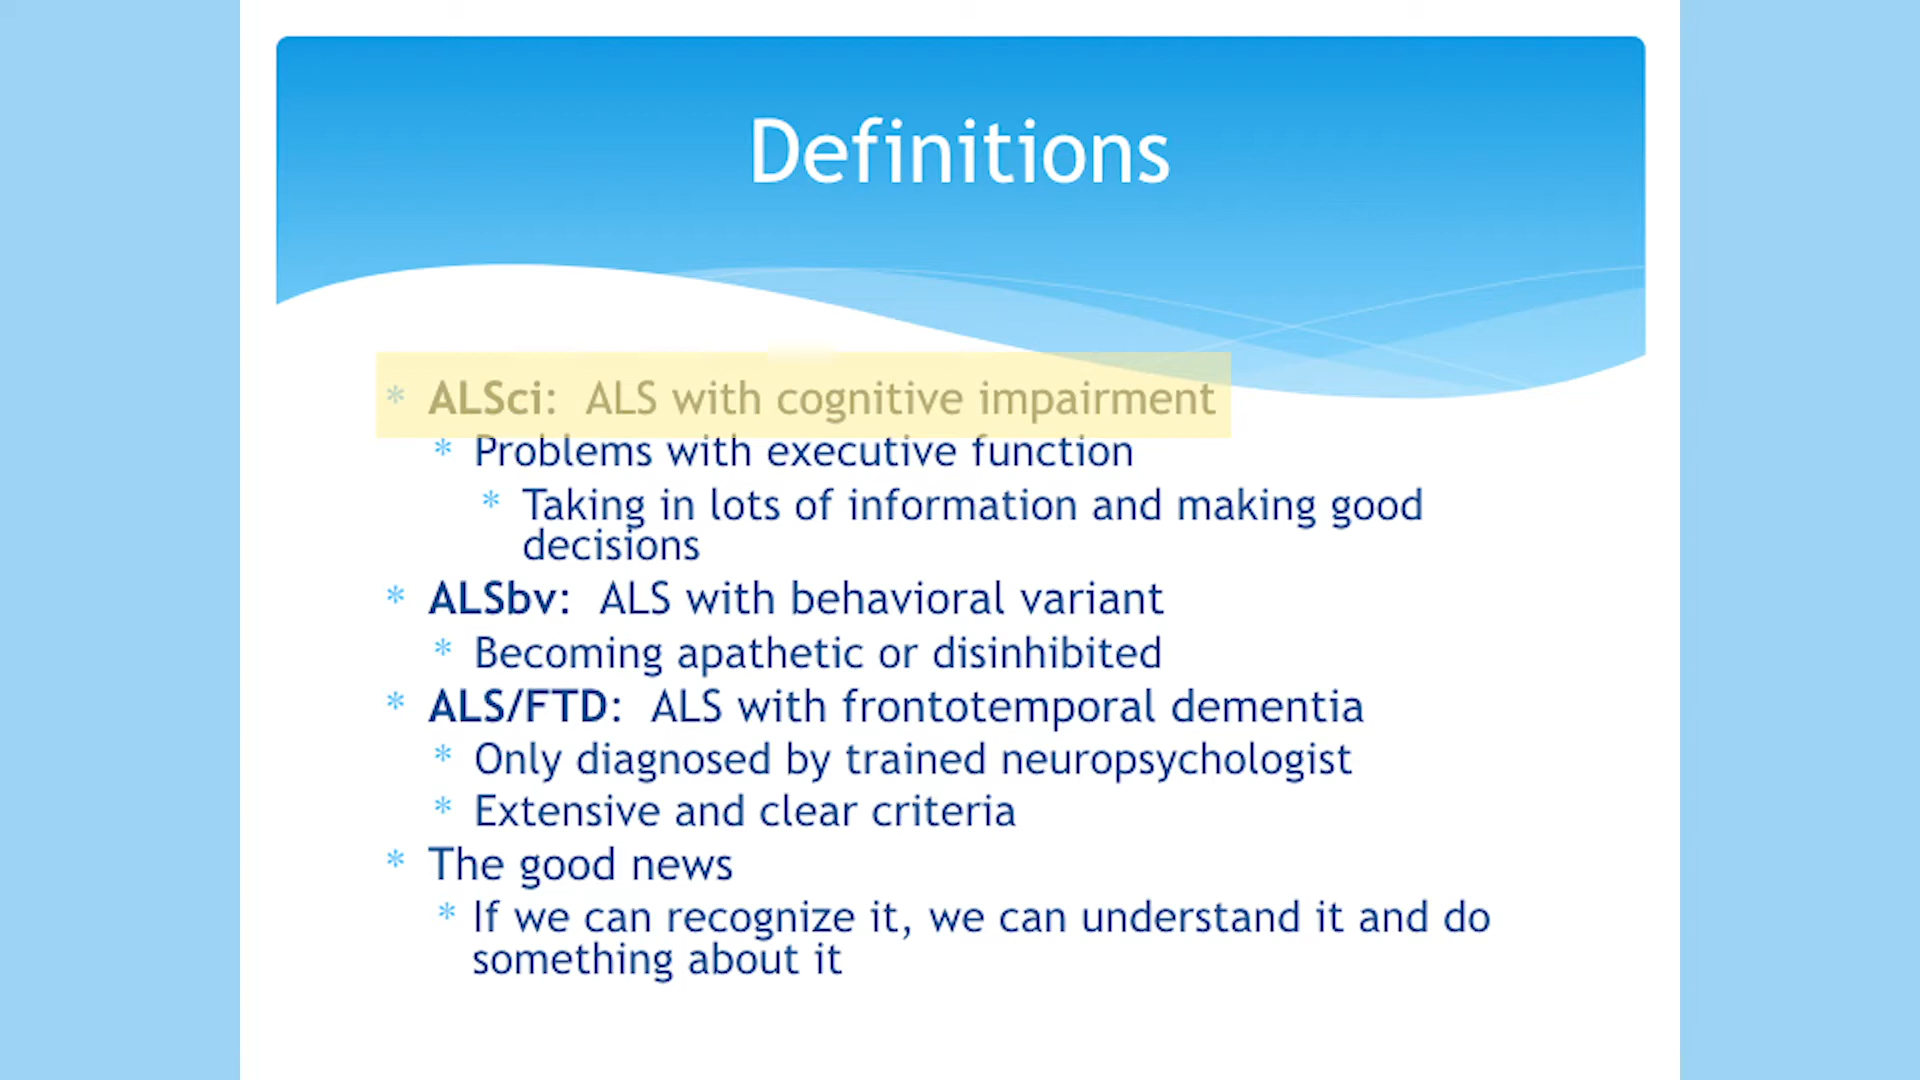 Definitions
* ALSci: ALS with cognitive impairment
* Problems with executive function
* Taking in lots of information and making good
decisions
* ALSbv: ALS with behavioral variant
* Becoming apathetic or disinhibited
* ALS/FTD: ALS with frontotemporal dementia
* Only diagnosed by trained neuropsychologist
* Extensive and clear criteria
* The good news
* If we can recognize it, we can understand it and do
something about it